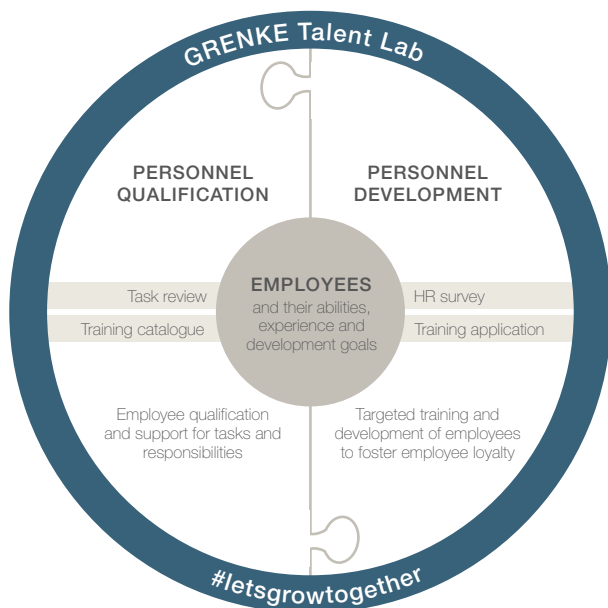 GRENKE Talent Lab
PERSONNEL
QUALIFICATION
PERSONNEL
DEVELOPMENT
EMPLOYEES
and their abilities,
experience and
development goals
Task review
Training catalogue
HR survey
Training application
Employee qualification
and support for tasks and
responsibilities
Targeted training and
development of employees
to foster employee loyalty
#letsgrowtogether